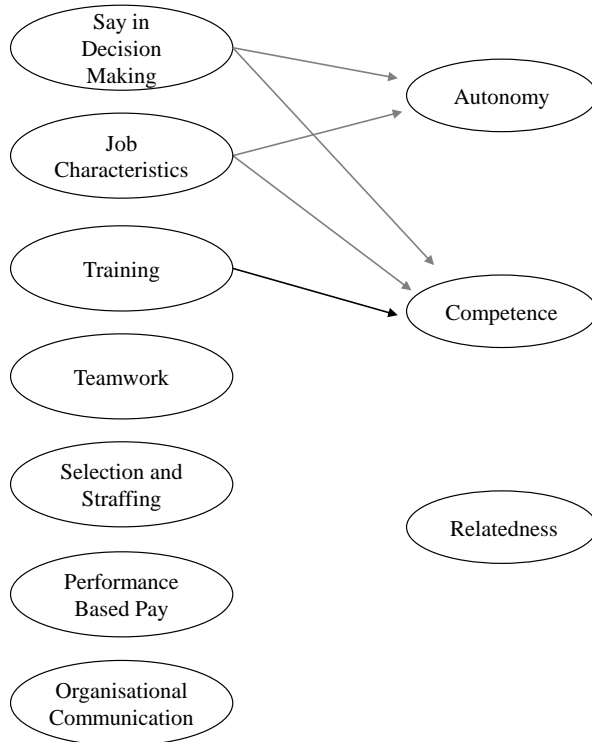 Say in
Decision
Making
Autonomy
Job
Characteristics
Training
Competence
Teamwork
Selection and
Straffing
Relatedness
Performance
Based Pay
Organisational
Communication